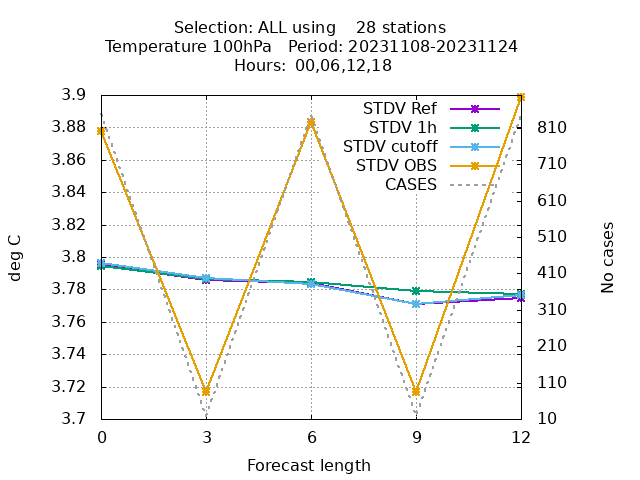 Selection: ALL using    28 stations
Temperature 100hPa   Period: 20231108-20231124
Hours: 00,06,12,18
3.9
3.88
3.86
3.84
3.82
3.8
3.78
3.76
3.74
3.72
3.7
deg C
STDV Ref
STDV 1h
STDV cutoff
STDV OBS
CASES
810
710
610
510
410
310
210
110
10
No cases
0
3
6
9
12
Forecast length